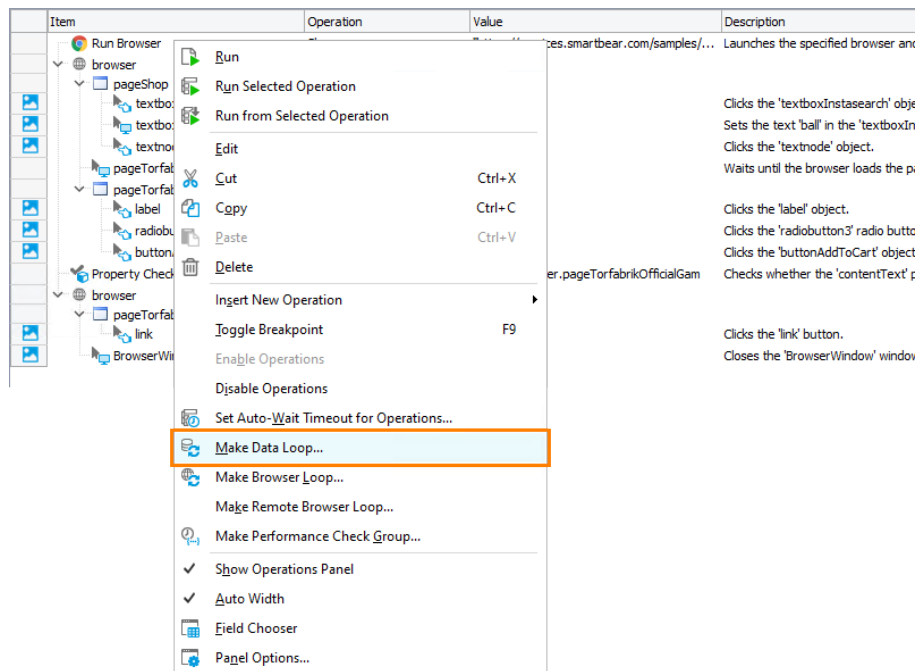 Item Operation Value Description
Run Browser ces.smartbear.com/samples/... Launches the specified browser and
browser
pageShop
textbo Clicks the 'textboxInstasearch' obje
textbo Sets the text 'ball' in the 'textboxIn
textno Clicks the 'textnode' object.
pageTorfab Waits until the browser loads the pa
pageTorfab
label Clicks the 'label' object.
radiobu Clicks the 'radiobutton3' radio butto
button Clicks the 'buttonAddToCart' object
Property Check er.pageTorfabrikOfficialGam Checks whether the 'contentText' p
browser
pageTorfab
link Clicks the 'link' button.
BrowserWi Closes the 'BrowserWindow' window
Run
Run Selected Operation
Run from Selected Operation
Edit
Cut Ctrl+X
Copy Ctrl+C
Paste Ctrl+V
Delete
Insert New Operation
Toggle Breakpoint F9
Enable Operations
Disable Operations
Set Auto-Wait Timeout for Operations...
Make Data Loop...
Make Browser Loop...
Make Remote Browser Loop...
Make Performance Check Group...
Show Operations Panel
Auto Width
Field Chooser
Panel Options...